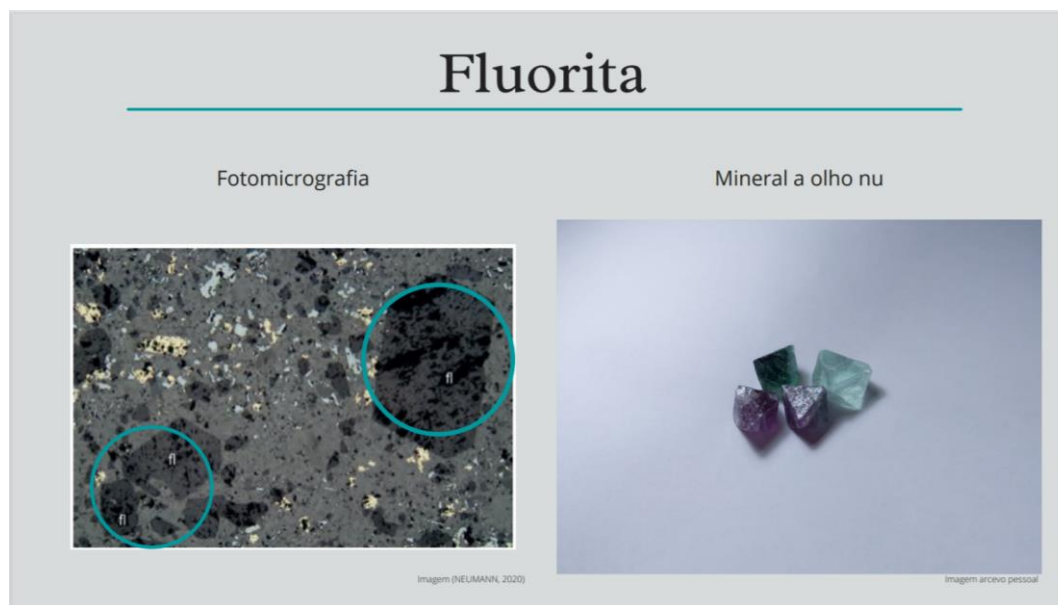 Fluorita
Fotomicrografia
Mineral a olho nu
fl
fl
fl
Imagem (NEUMANN, 2020)
Imagem arcevo pessoal